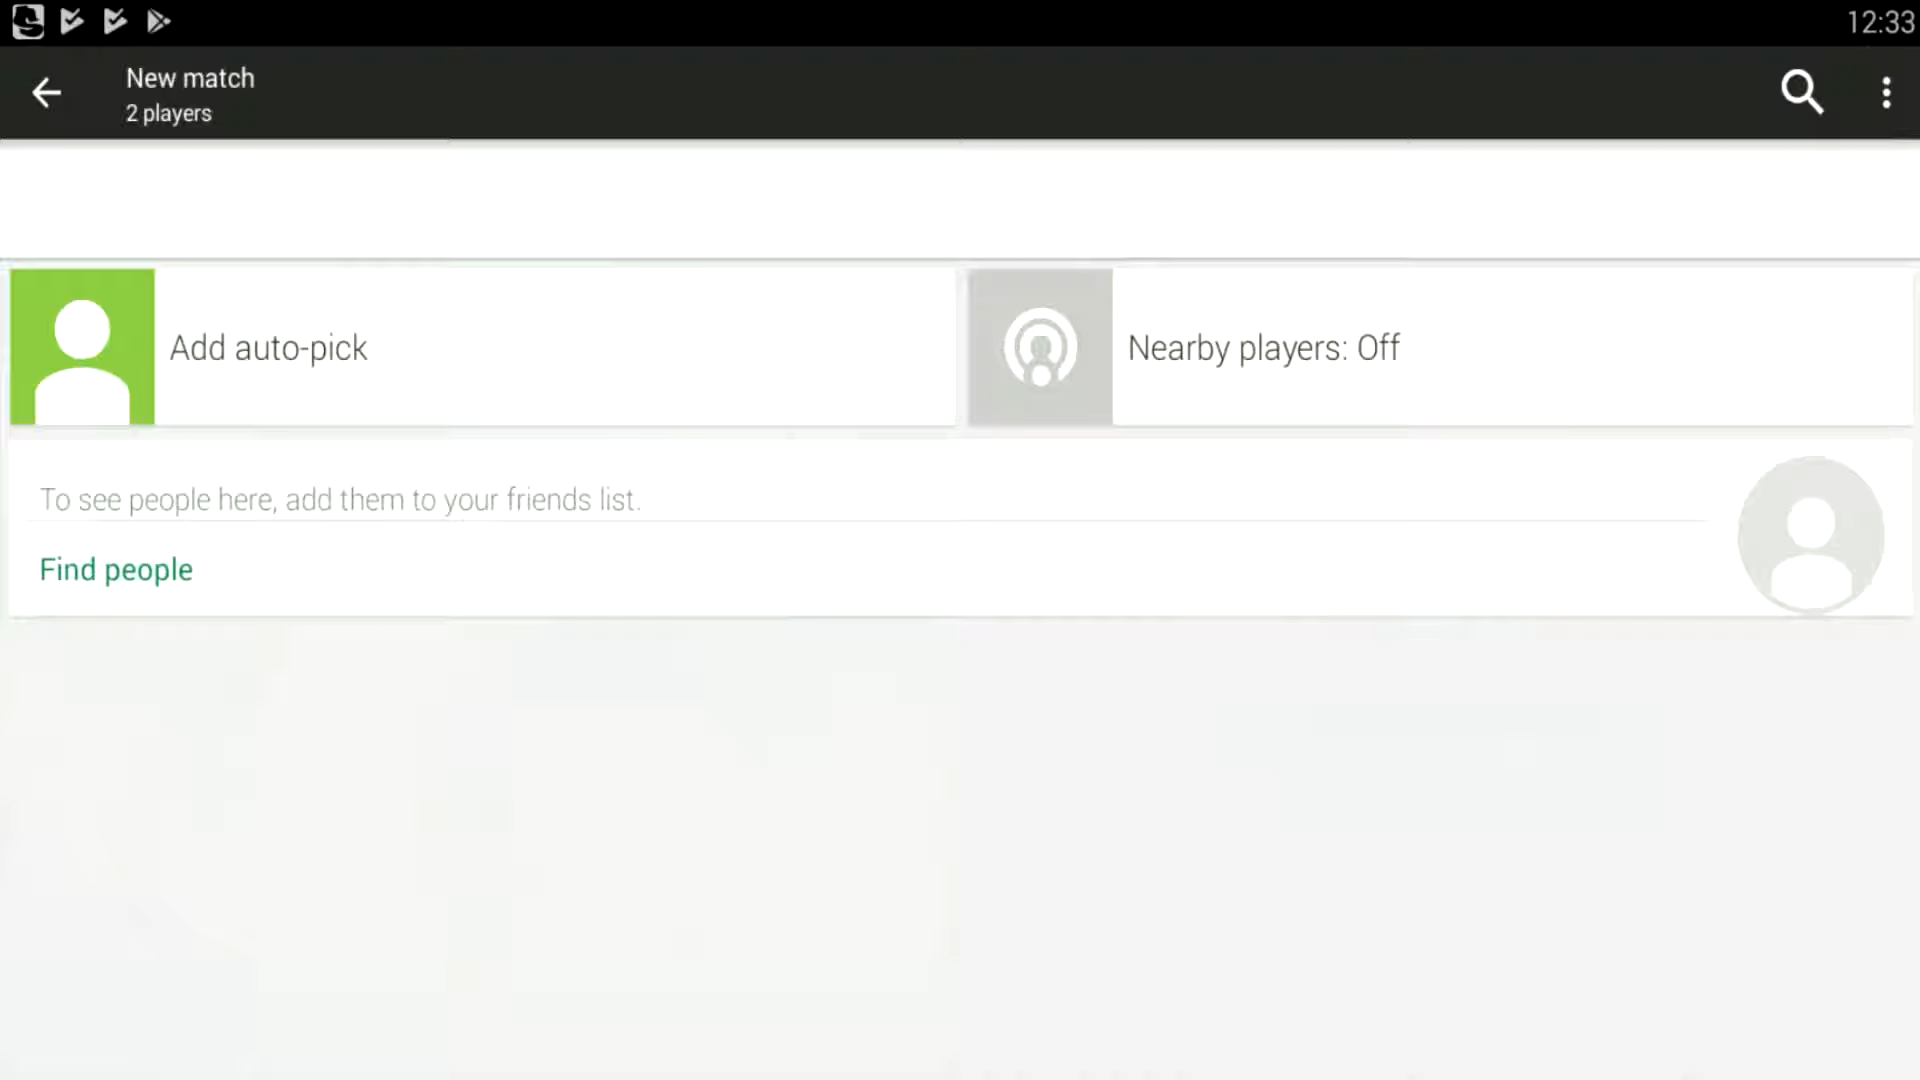 12:33
New match
2 players
Add auto-pick
Nearby players: Off
To see people here, add them to your friends list.
Find people